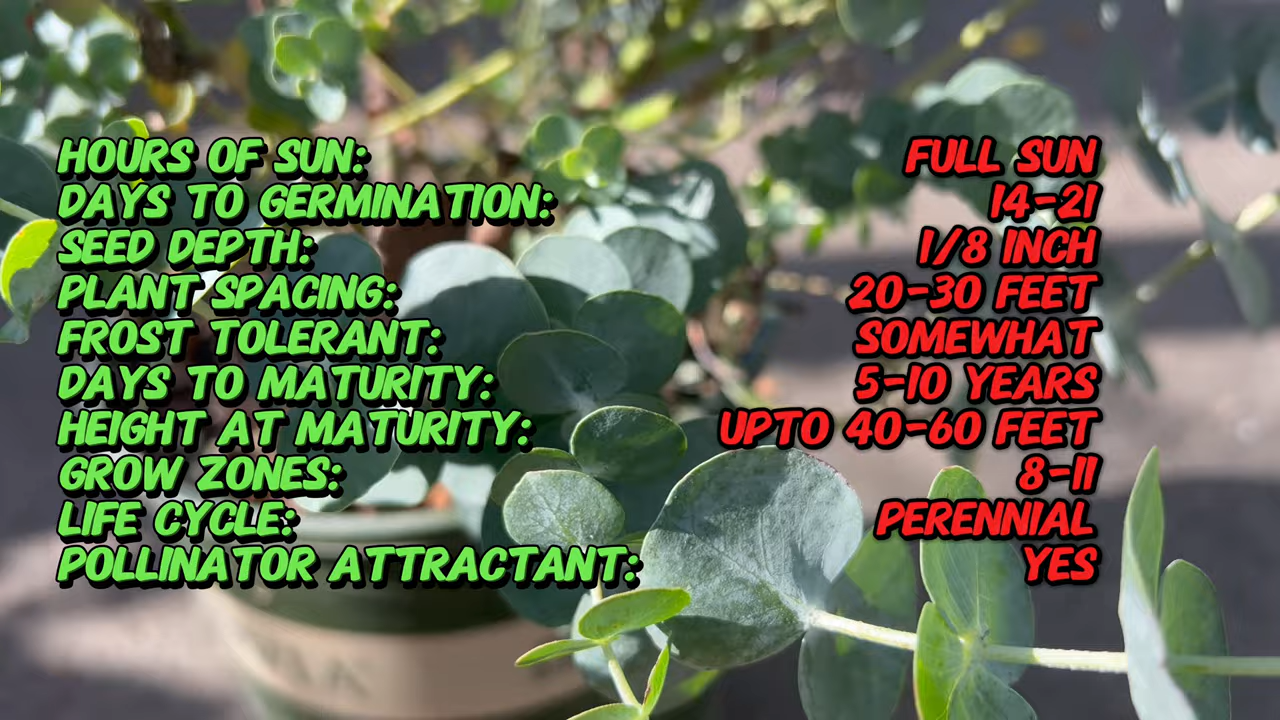 HOURS OF SUN: FULL SUN
DAYS TO GERMINATION: 14-21
SEED DEPTH: 1/8 INCH
PLANT SPACING: 20-30 FEET
FROST TOLERANT: SOMEWHAT
DAYS TO MATURITY: 5-10 YEARS
HEIGHT AT MATURITY: UPTO 40-60 FEET
GROW ZONES: 8-11
LIFE CYCLE: PERENNIAL
POLLINATOR ATTRACTANT: YES